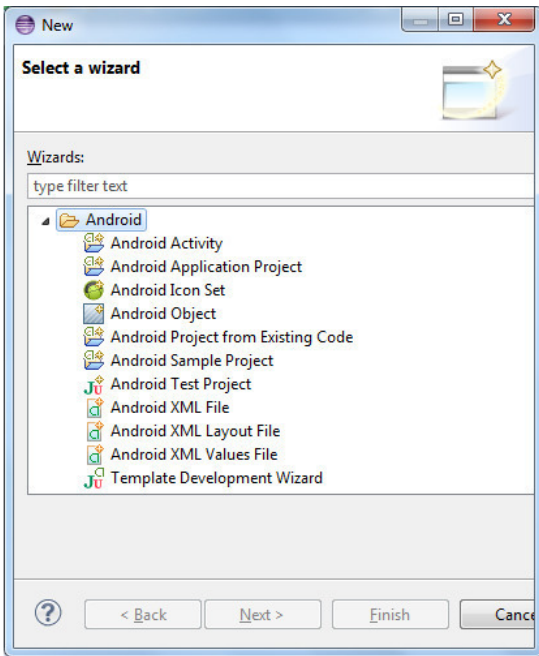 New
Select a wizard
Wizards:
type filter text
Android
Android Activity
Android Application Project
Android Icon Set
Android Object
Android Project from Existing Code
Android Sample Project
Android Test Project
Android XML File
Android XML Layout File
Android XML Values File
Template Development Wizard
? < Back Next > Finish Cance